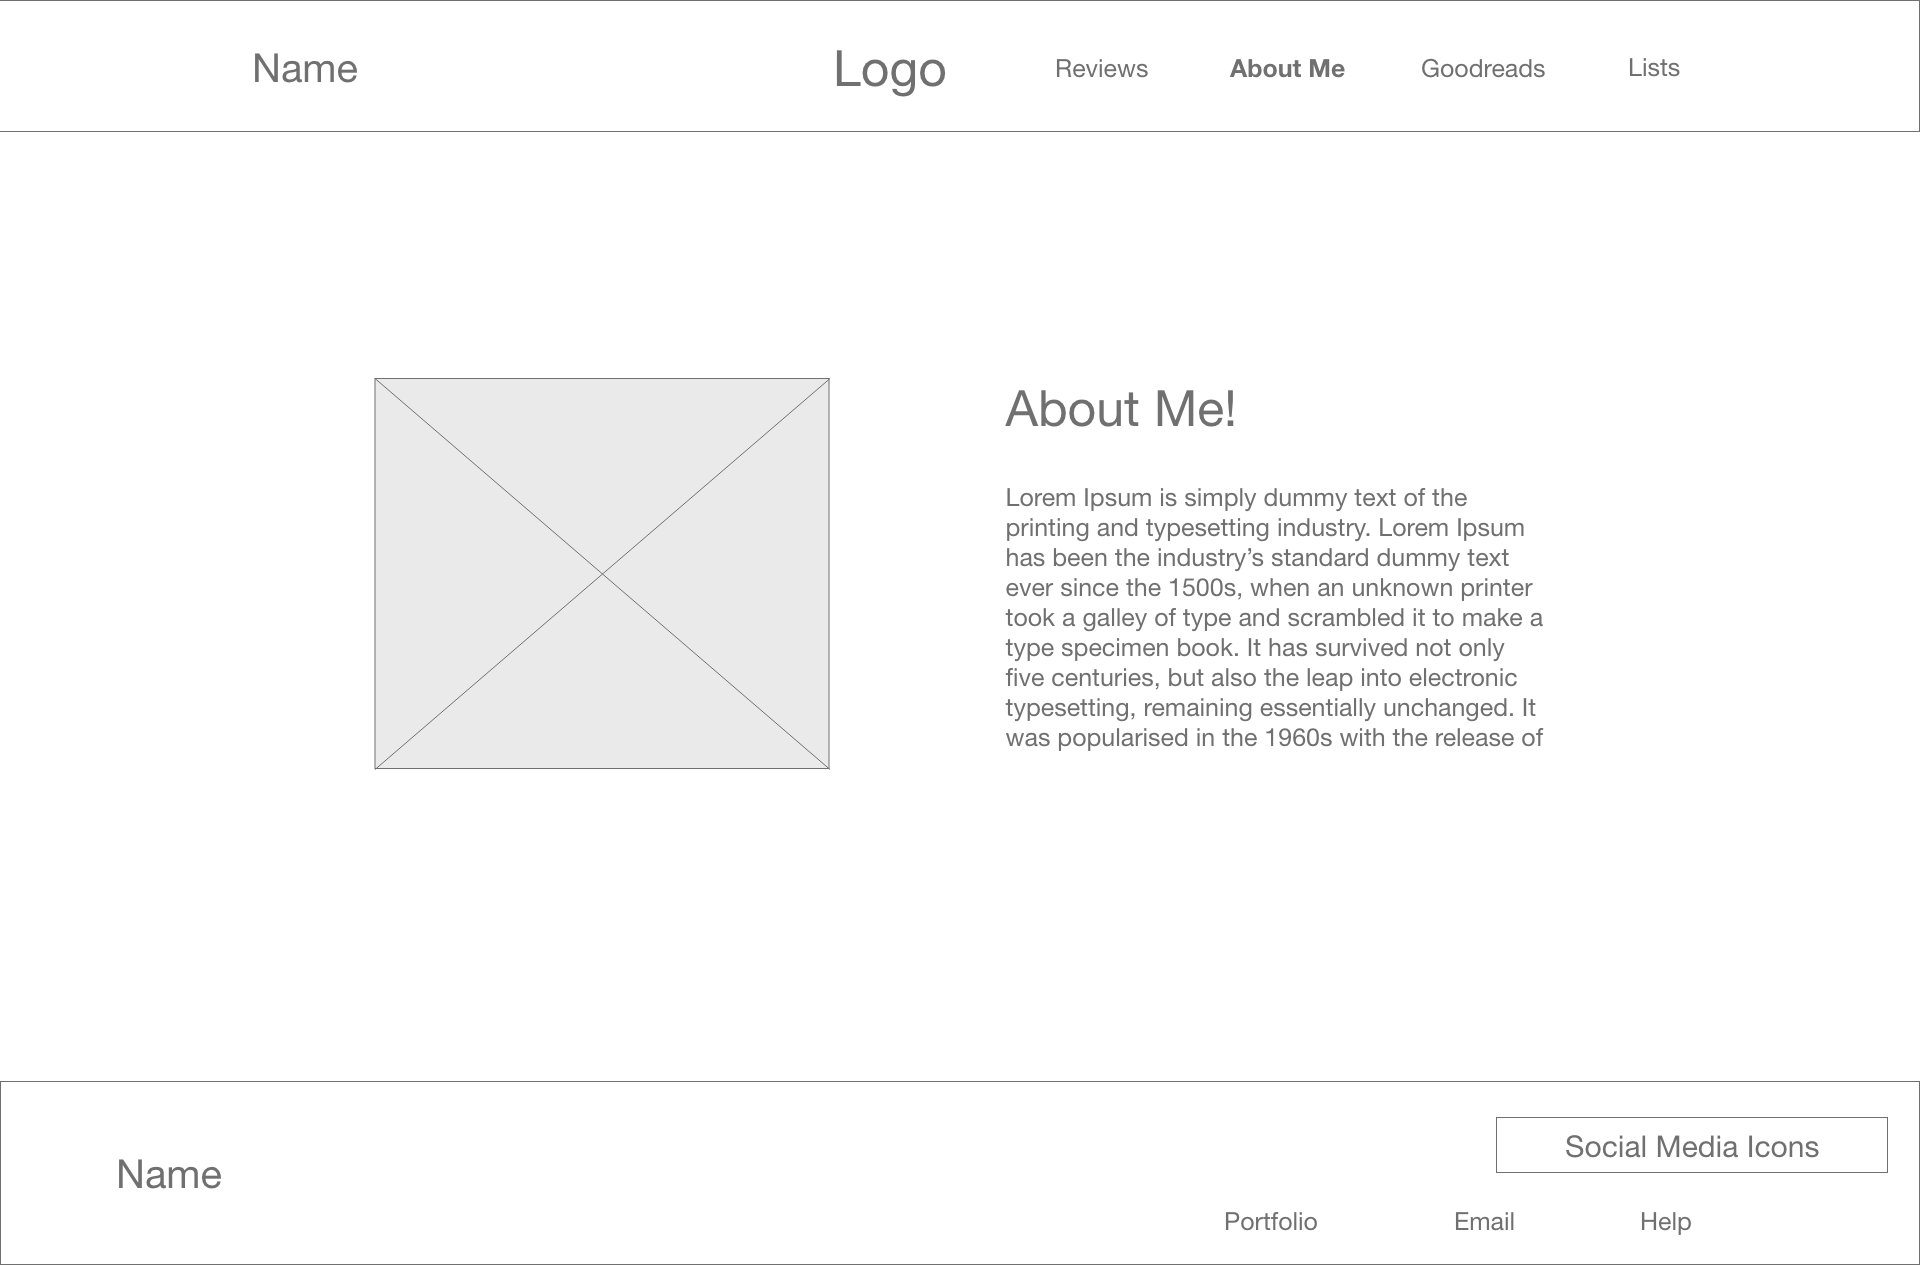 Name
Logo
Reviews
About Me
Goodreads
Lists
About Me!
Lorem Ipsum is simply dummy text of the
printing and typesetting industry. Lorem Ipsum
has been the industry’s standard dummy text
ever since the 1500s, when an unknown printer
took a galley of type and scrambled it to make a
type specimen book. It has survived not only
five centuries, but also the leap into electronic
typesetting, remaining essentially unchanged. It
was popularised in the 1960s with the release of
Name
Social Media Icons
Portfolio
Email
Help